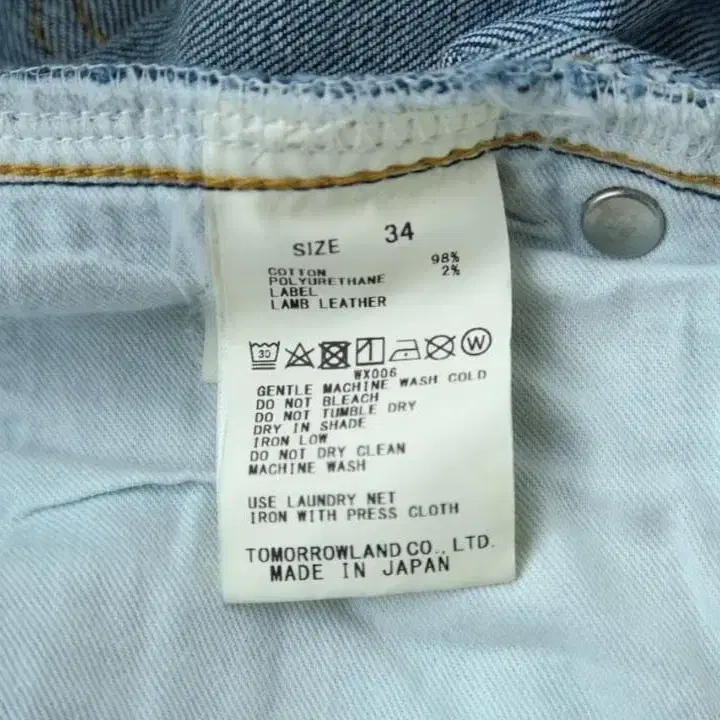 SIZE 34
COTTON 98%
POLYURETHANE 2%
LABEL
LAMB LEATHER
30 W
WX006
GENTLE MACHINE WASH COLD
DO NOT BLEACH
DO NOT TUMBLE DRY
DRY IN SHADE
IRON LOW
DO NOT DRY CLEAN
MACHINE WASH
USE LAUNDRY NET
IRON WITH PRESS CLOTH
TOMORROWLAND CO., LTD.
MADE IN JAPAN